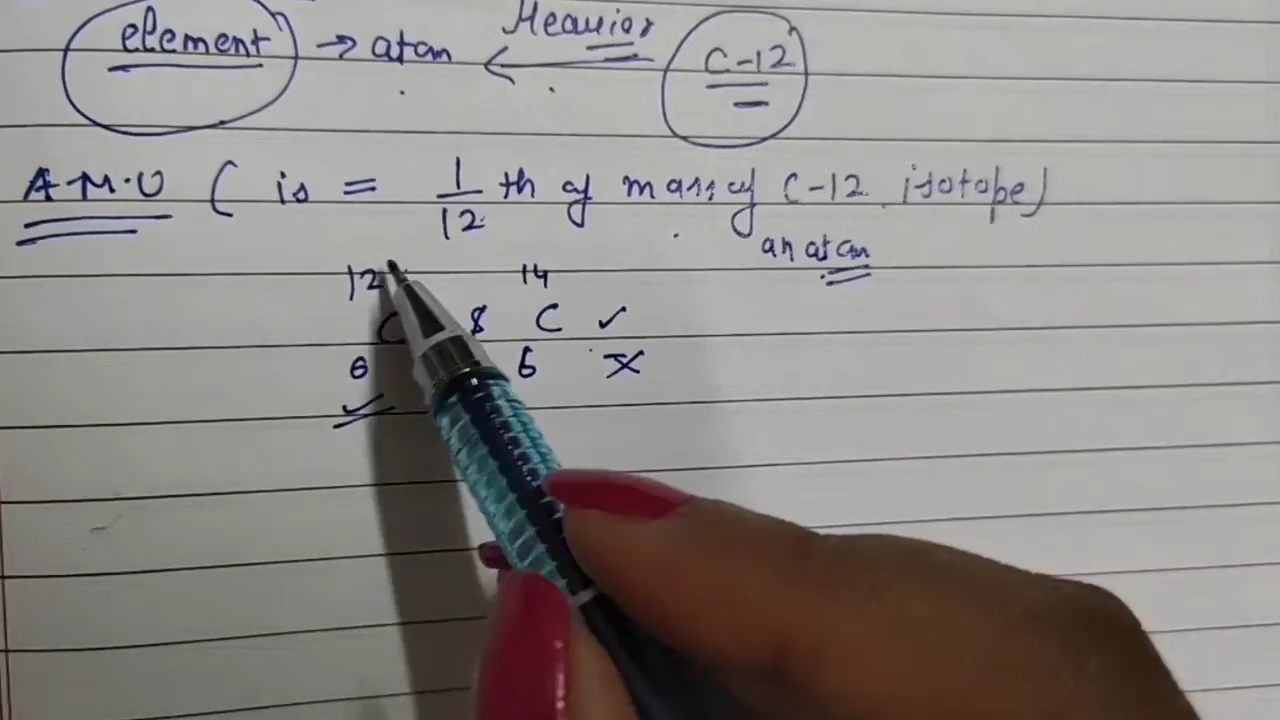 element → atom ← Heavier C-12
A.M.U ( is = 1/12 th of mass of C-12 isotope)
an atom
12 14
C 8 C ✓
6 6 X
✓